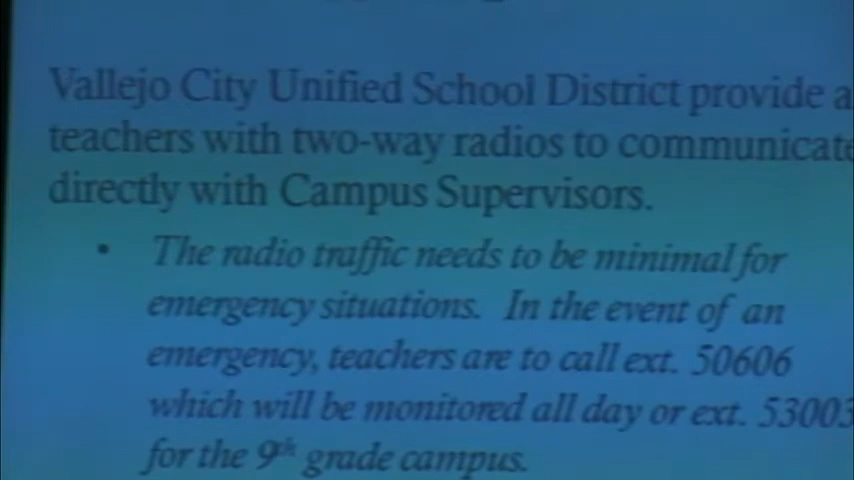 Vallejo City Unified School District provide a
teachers with two-way radios to communicate
directly with Campus Supervisors.
• The radio traffic needs to be minimal for
emergency situations. In the event of an
emergency, teachers are to call ext. 50606
which will be monitored all day or ext. 53003
for the 9th grade campus.